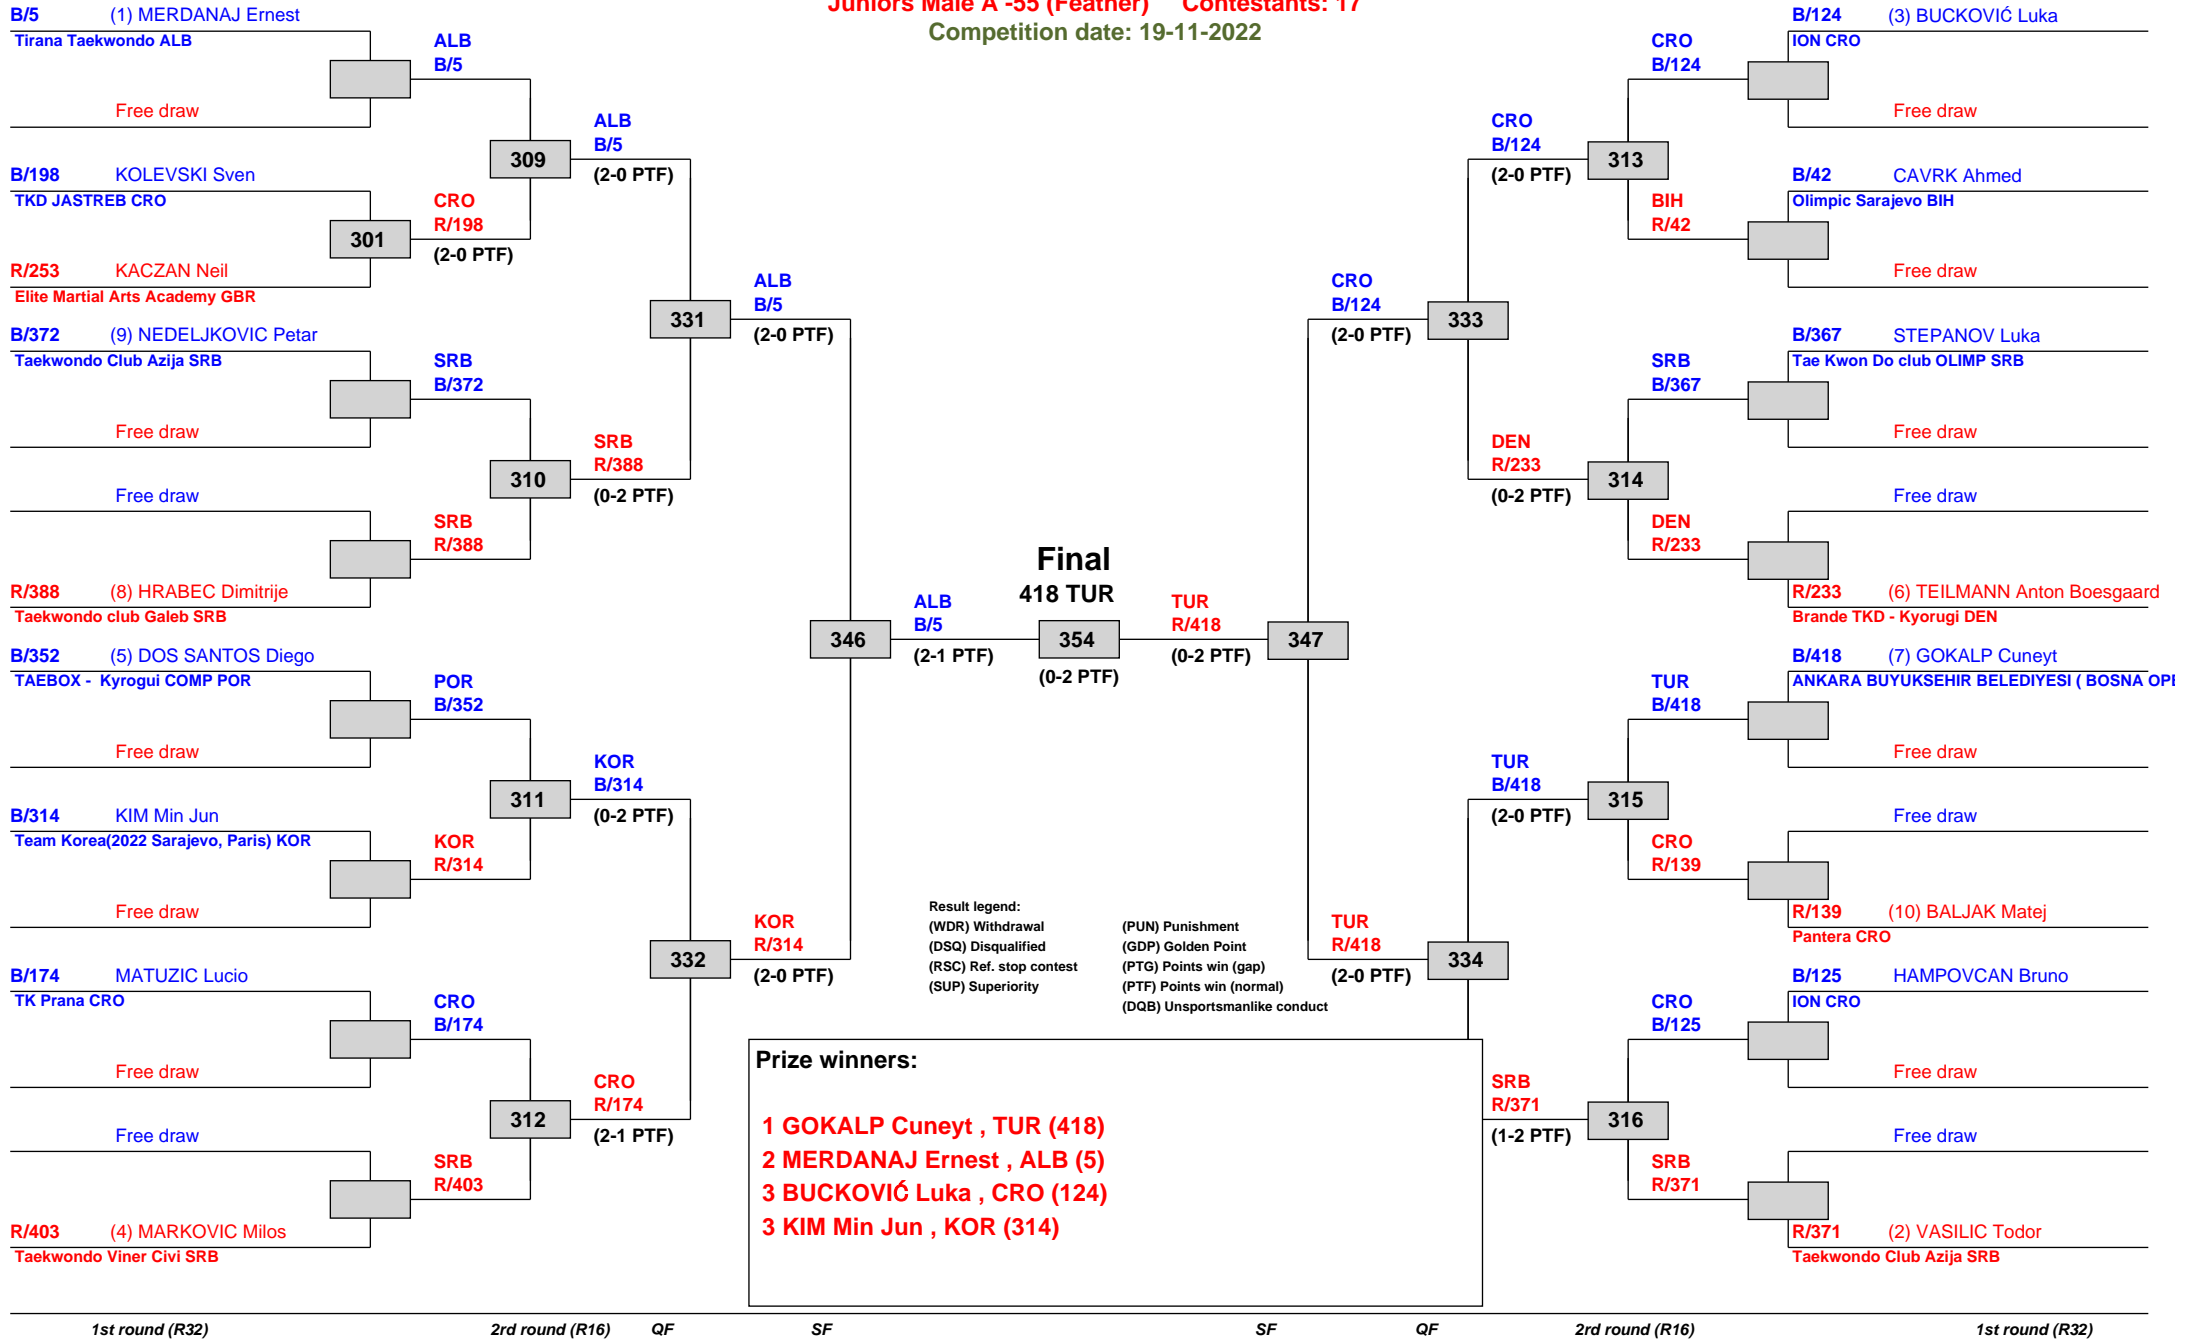 Juniors Male A -55 (Feather) Contestants: 17
Competition date: 19-11-2022
B/5 (1) MERDANAJ Ernest
Tirana Taekwondo ALB
Free draw
B/198 KOLEVSKI Sven
TKD JASTREB CRO
R/253 KACZAN Neil
Elite Martial Arts Academy GBR
B/372 (9) NEDELJKOVIC Petar
Taekwondo Club Azija SRB
Free draw
Free draw
R/388 (8) HRABEC Dimitrije
Taekwondo club Galeb SRB
B/352 (5) DOS SANTOS Diego
TAEBOX - Kyrogui COMP POR
Free draw
B/314 KIM Min Jun
Team Korea(2022 Sarajevo, Paris) KOR
Free draw
B/174 MATUZIC Lucio
TK Prana CRO
Free draw
Free draw
R/403 (4) MARKOVIC Milos
Taekwondo Viner Civi SRB
301
ALB
B/5
CRO
R/198
(2-0 PTF)
SRB
B/372
SRB
R/388
POR
B/352
KOR
R/314
CRO
B/174
SRB
R/403
309
310
311
312
ALB
B/5
(2-0 PTF)
SRB
R/388
(0-2 PTF)
KOR
B/314
(0-2 PTF)
CRO
R/174
(2-1 PTF)
331
332
ALB
B/5
(2-0 PTF)
KOR
R/314
(2-0 PTF)
346
ALB
B/5
(2-1 PTF)
Final
418 TUR
354
(0-2 PTF)
TUR
R/418
(0-2 PTF)
347
CRO
B/124
(2-0 PTF)
TUR
R/418
(2-0 PTF)
333
334
CRO
B/124
(2-0 PTF)
DEN
R/233
(0-2 PTF)
TUR
B/418
(2-0 PTF)
SRB
R/371
(1-2 PTF)
313
314
315
316
CRO
B/124
BIH
R/42
SRB
B/367
DEN
R/233
TUR
B/418
CRO
R/139
CRO
B/125
SRB
R/371
B/124 (3) BUCKOVIĆ Luka
ION CRO
Free draw
B/42 CAVRK Ahmed
Olimpic Sarajevo BIH
Free draw
B/367 STEPANOV Luka
Tae Kwon Do club OLIMP SRB
Free draw
Free draw
R/233 (6) TEILMANN Anton Boesgaard
Brande TKD - Kyorugi DEN
B/418 (7) GOKALP Cuneyt
ANKARA BUYUKSEHIR BELEDIYESI ( BOSNA OPE
Free draw
Free draw
R/139 (10) BALJAK Matej
Pantera CRO
B/125 HAMPOVCAN Bruno
ION CRO
Free draw
Free draw
R/371 (2) VASILIC Todor
Taekwondo Club Azija SRB
Result legend:
(WDR) Withdrawal (PUN) Punishment
(DSQ) Disqualified (GDP) Golden Point
(RSC) Ref. stop contest (PTG) Points win (gap)
(SUP) Superiority (PTF) Points win (normal)
(DQB) Unsportsmanlike conduct
Prize winners:
1 GOKALP Cuneyt , TUR (418)
2 MERDANAJ Ernest , ALB (5)
3 BUCKOVIĆ Luka , CRO (124)
3 KIM Min Jun , KOR (314)
1st round (R32) 2rd round (R16) QF SF SF QF 2rd round (R16) 1st round (R32)